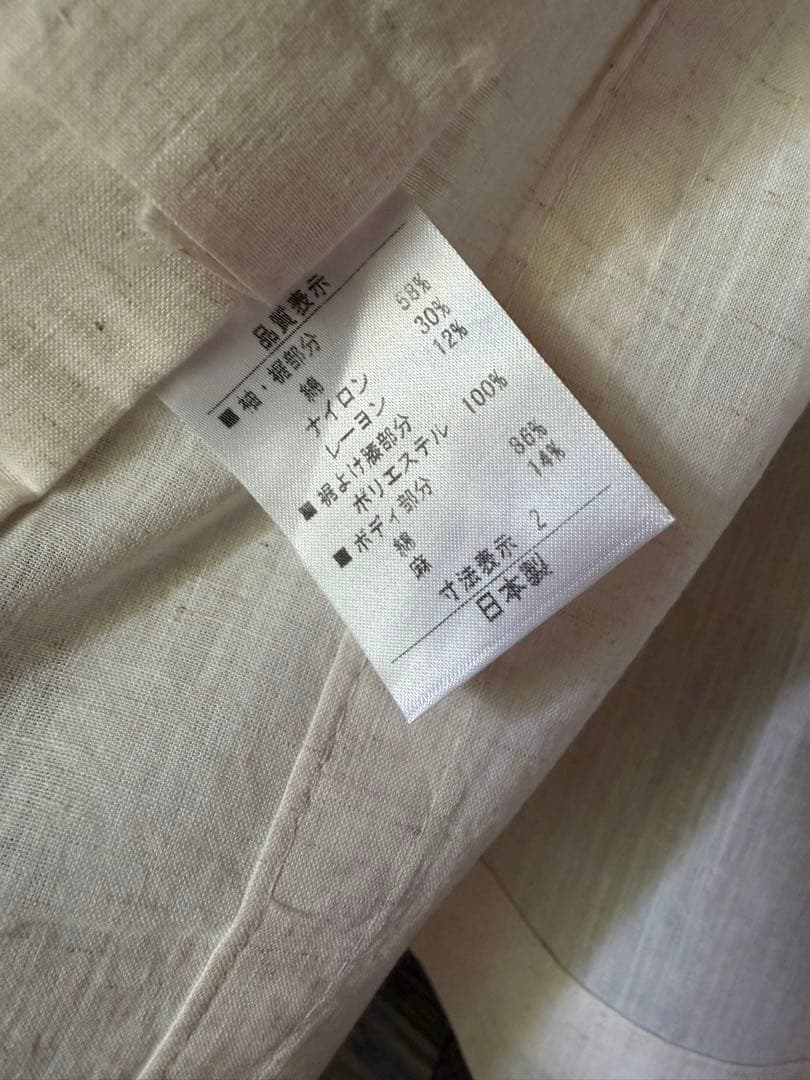 品質表示
■ 袖・裾部分
綿 58%
ナイロン 30%
レーヨン 12%
■ 裾よけ膝部分
ポリエステル 100%
■ ボディ部分
綿 86%
麻 14%
寸法表示 2
日本製